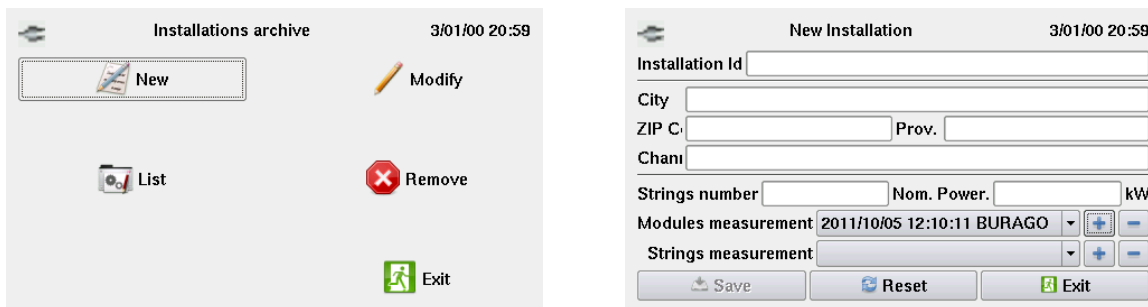 Installations archive 3/01/00 20:59
New Modify
List Remove
Exit
New Installation 3/01/00 20:59
Installation Id
City
ZIP C Prov.
Chan
Strings number Nom. Power. kW
Modules measurement 2011/10/05 12:10:11 BURAGO
Strings measurement
Save Reset Exit